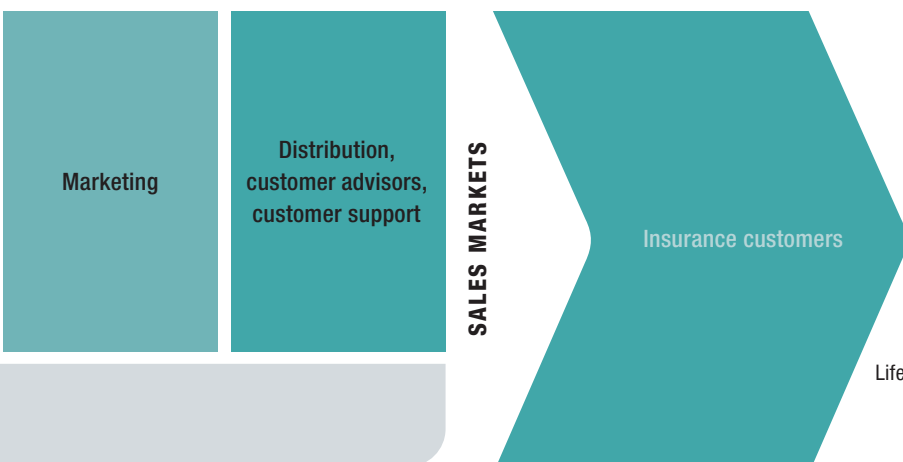 Marketing
Distribution,
customer advisors,
customer support
SALES MARKETS
Insurance customers
Life